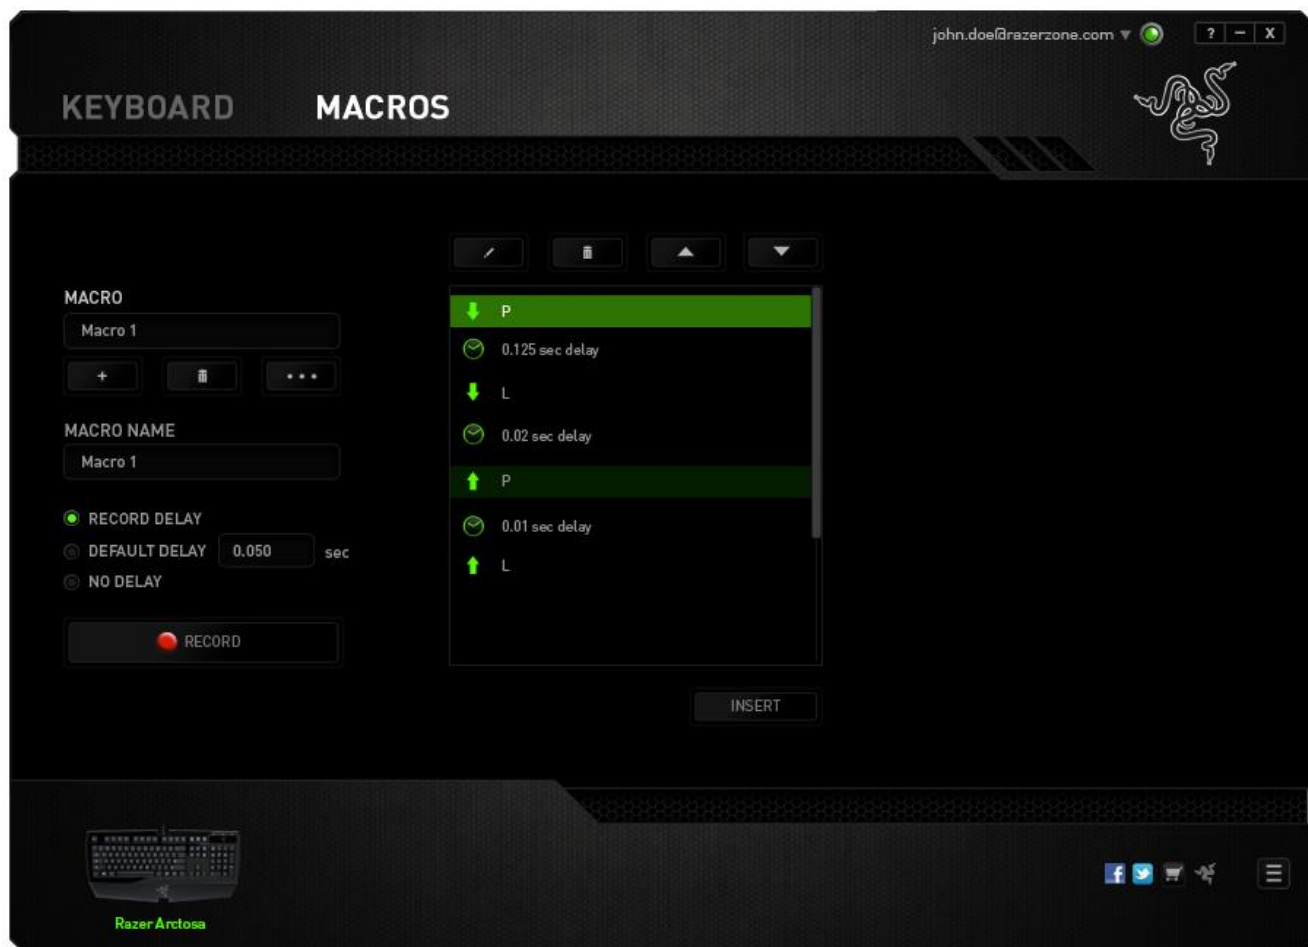 john.doe@razerzone.com
? − X
KEYBOARD MACROS
MACRO
Macro 1
+
MACRO NAME
Macro 1
RECORD DELAY
DEFAULT DELAY 0.050 sec
NO DELAY
RECORD
P
0.125 sec delay
L
0.02 sec delay
P
0.01 sec delay
L
INSERT
Razer Arctosa
f